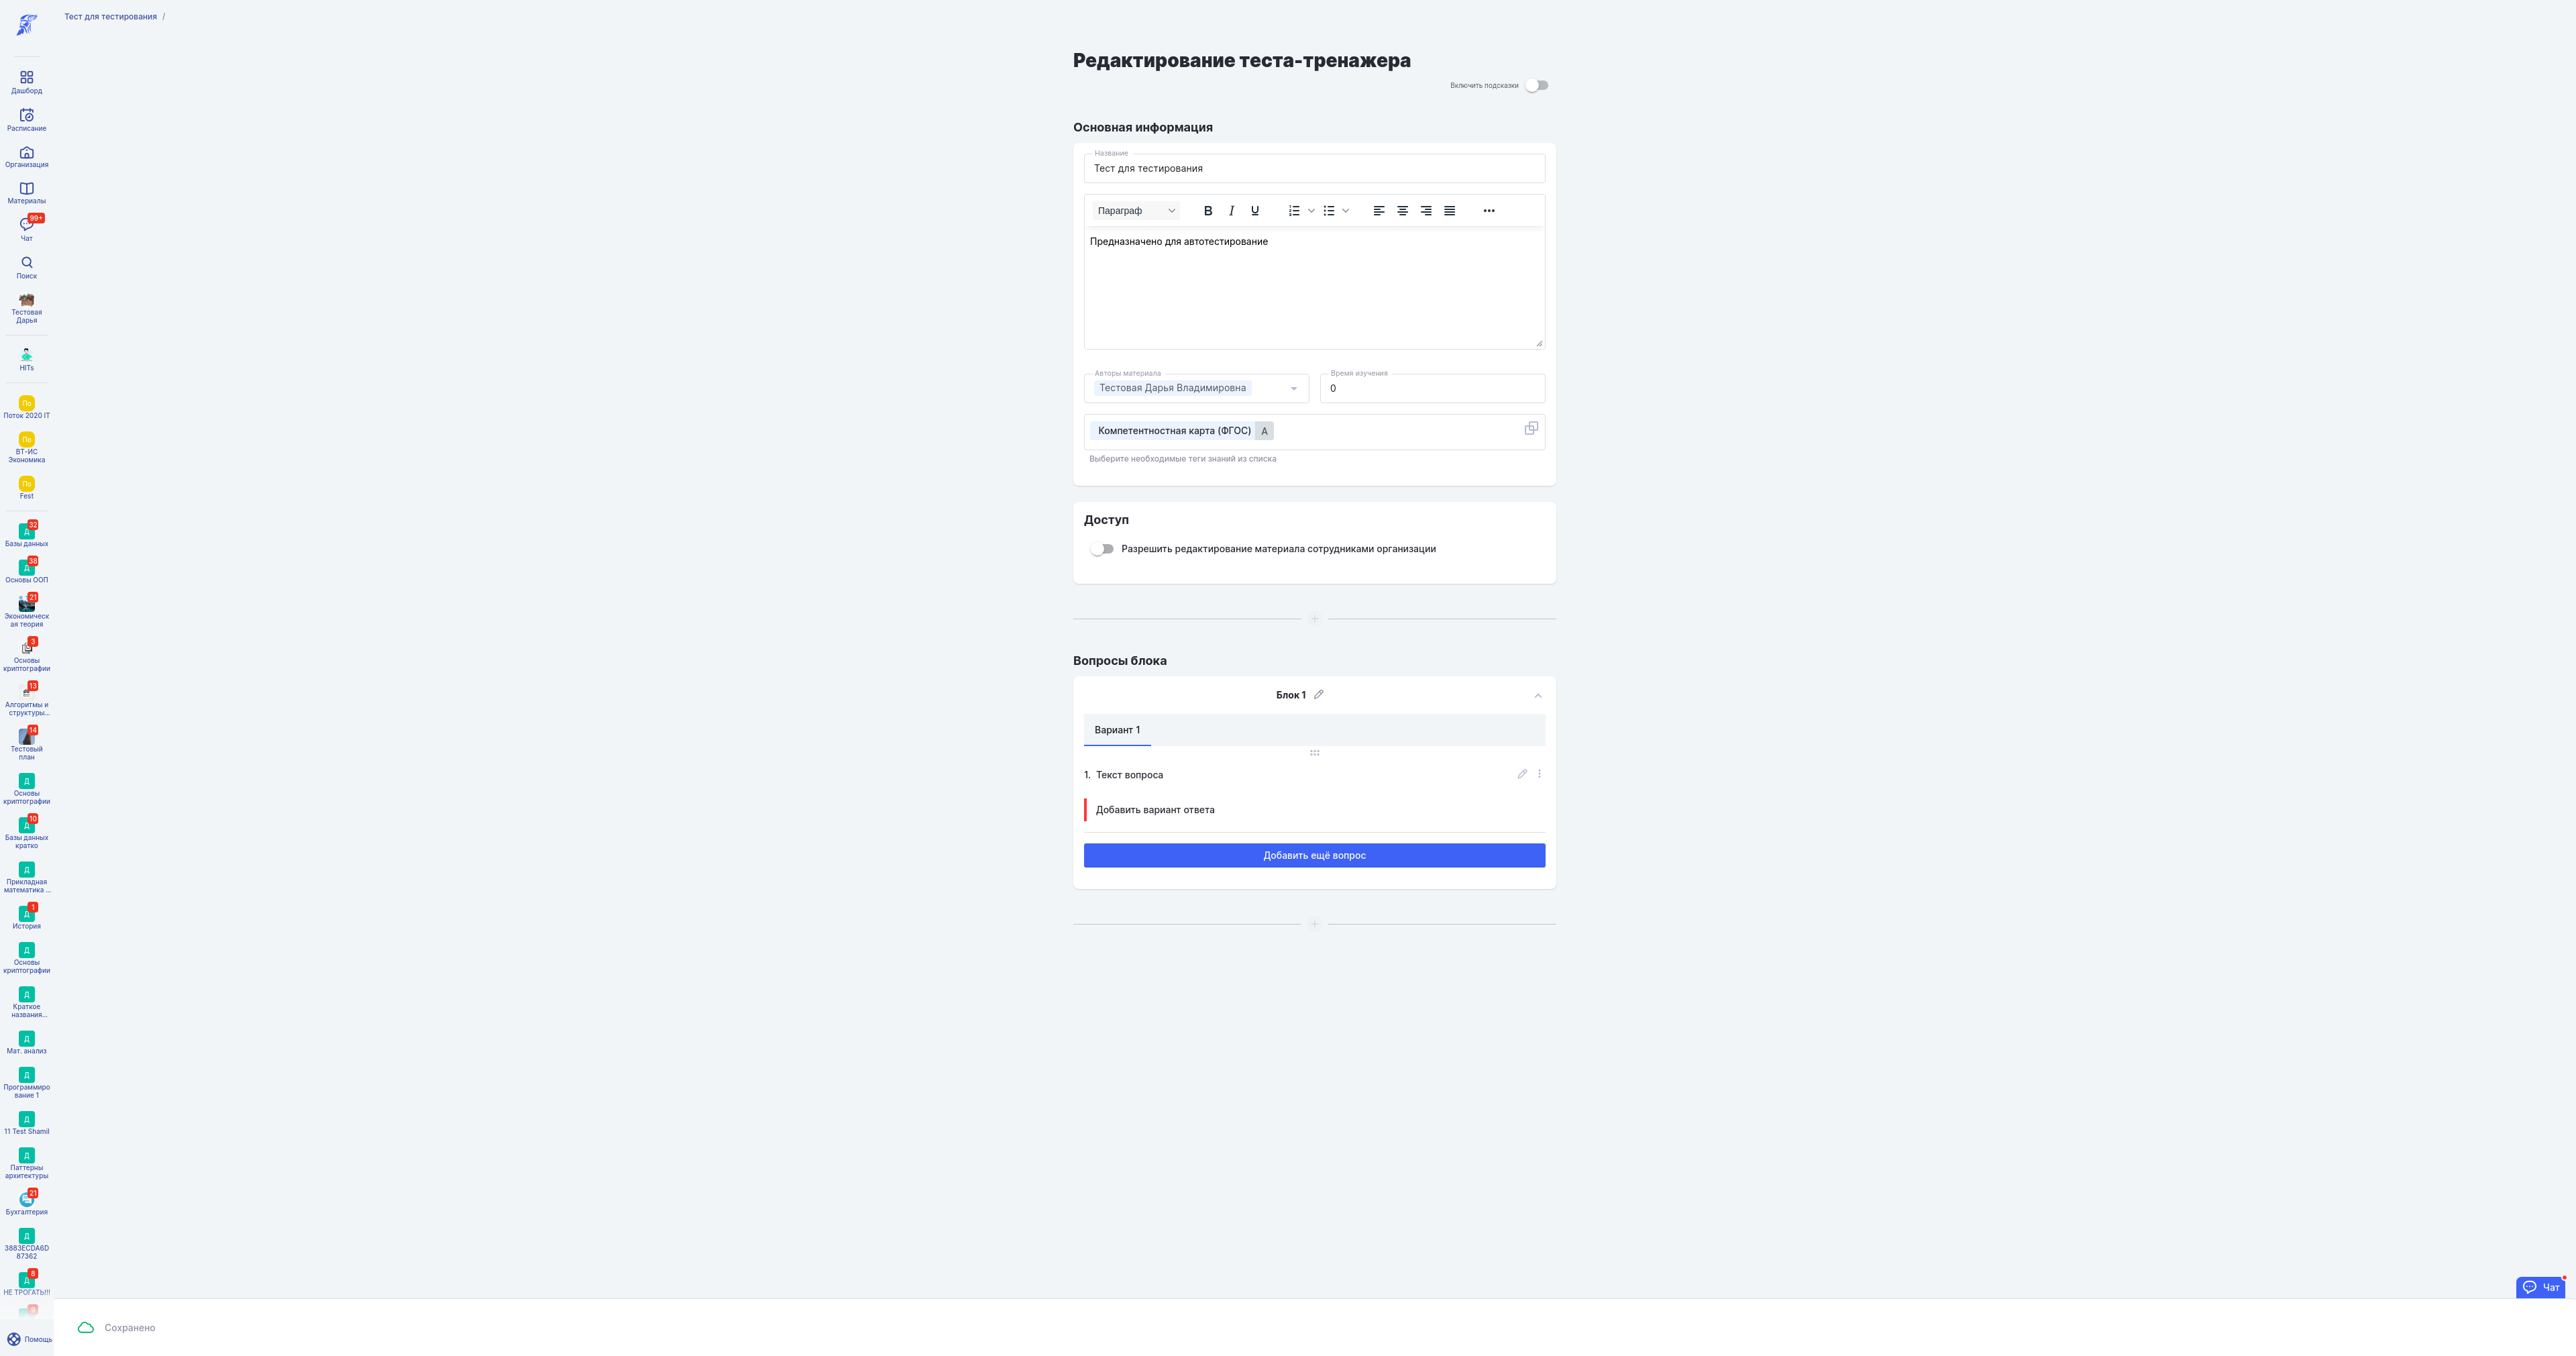 Тест для тестирования /
Дашборд
Расписание
Организация
Материалы
99+
Чат
Поиск
Тестовая
Дарья
HITs
По
Поток 2020 IT
По
ВТ-ИС
Экономика
По
Fest
32
Д
Базы данных
38
Д
Основы ООП
21
Экономическ
ая теория
3
Основы
криптографии
13
Алгоритмы и
структуры...
14
Тестовый
план
Д
Основы
криптографии
10
Д
Базы данных
кратко
Д
Прикладная
математика ...
1
Д
История
Д
Основы
криптографии
Д
Краткое
названия...
Д
Мат. анализ
Д
Программиро
вание 1
Д
11 Test Shamil
Д
Паттерны
архитектуры
21
Бухгалтерия
Д
3883ECDA6D
87362
8
Д
НЕ ТРОГАТЬ!!!
Помощь
Редактирование теста-тренажера
Включить подсказки
Основная информация
Название
Тест для тестирования
Параграф
Предназначено для автотестирование
Авторы материала
Тестовая Дарья Владимировна
Время изучения
0
Компетентностная карта (ФГОС) А
Выберите необходимые теги знаний из списка
Доступ
Разрешить редактирование материала сотрудниками организации
Вопросы блока
Блок 1
Вариант 1
1. Текст вопроса
Добавить вариант ответа
Добавить ещё вопрос
Чат
Сохранено